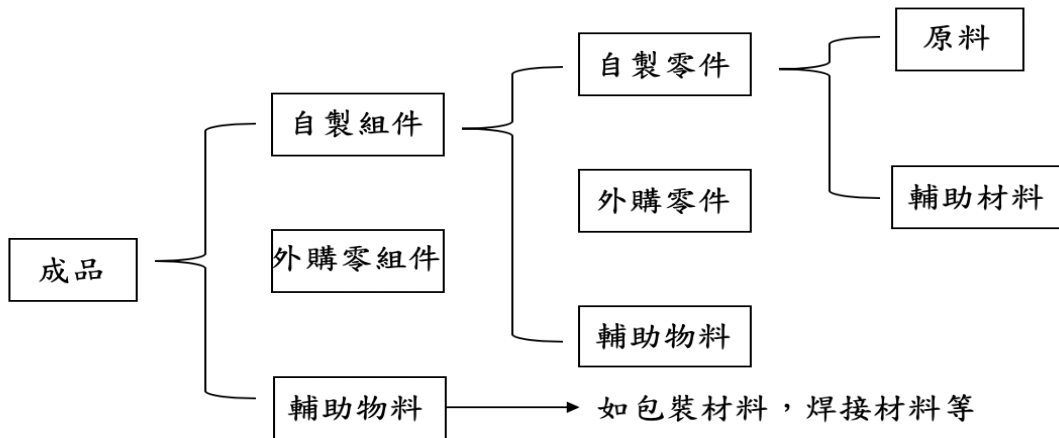 原料
自製零件
自製組件
外購零件
輔助材料
外購零組件
成品
輔助物料
輔助物料
如包裝材料，焊接材料等